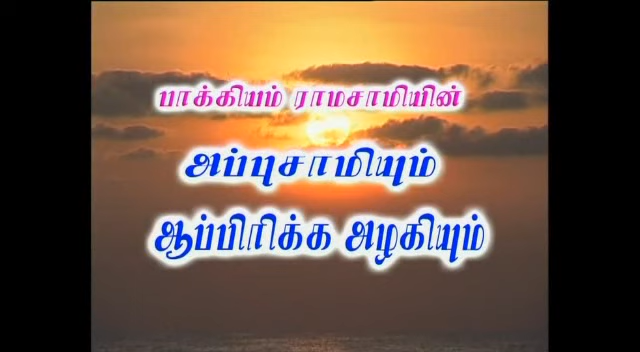 பாக்கியம் ராமசாமியின்
அப்புசாமியும்
ஆப்பிரிக்க அழகியும்